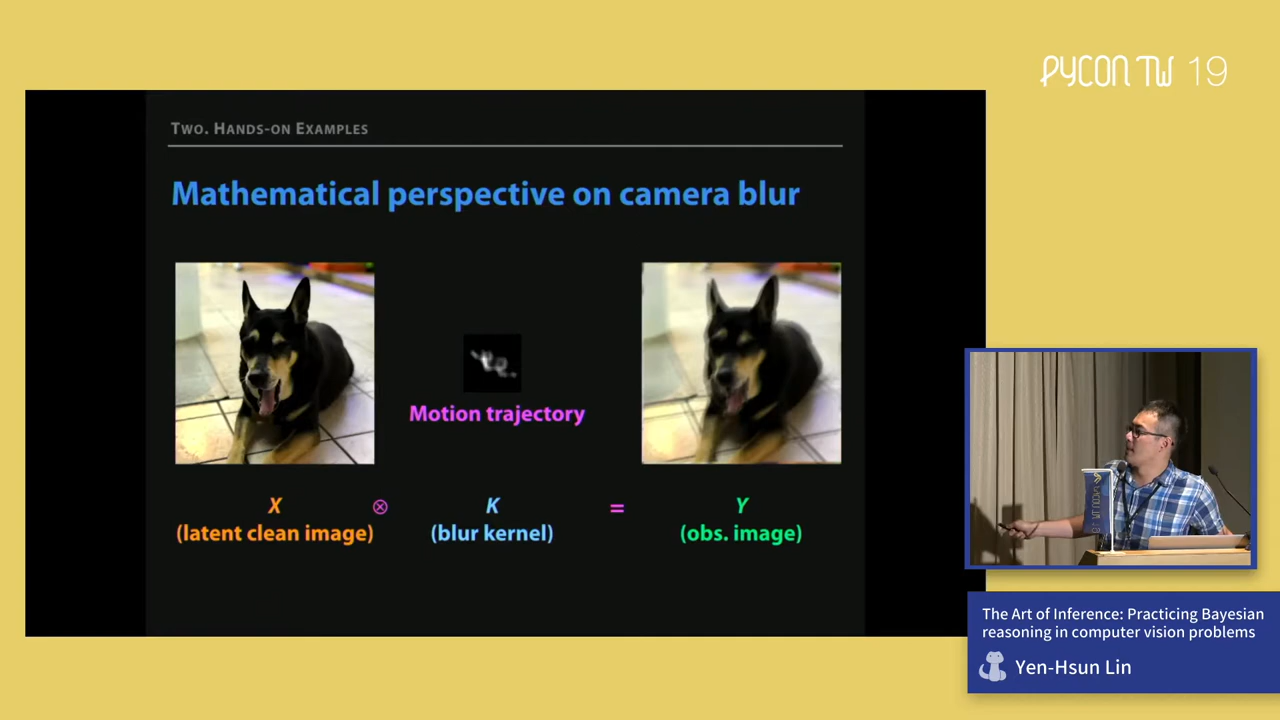 PYCON TW 19
TWO. HANDS-ON EXAMPLES
Mathematical perspective on camera blur
Motion trajectory
X ⊗ K = Y
(latent clean image) (blur kernel) (obs. image)
The Art of Inference: Practicing Bayesian
reasoning in computer vision problems
Yen-Hsun Lin